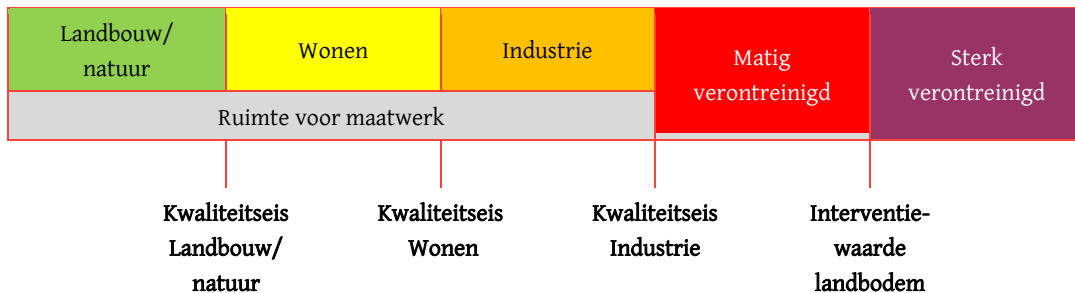 Landbouw/
natuur
Wonen
Industrie
Matig
verontreinigd
Sterk
verontreinigd
Ruimte voor maatwerk
Kwaliteitseis
Landbouw/
natuur
Kwaliteitseis
Wonen
Kwaliteitseis
Industrie
Interventie-
waarde
landbodem